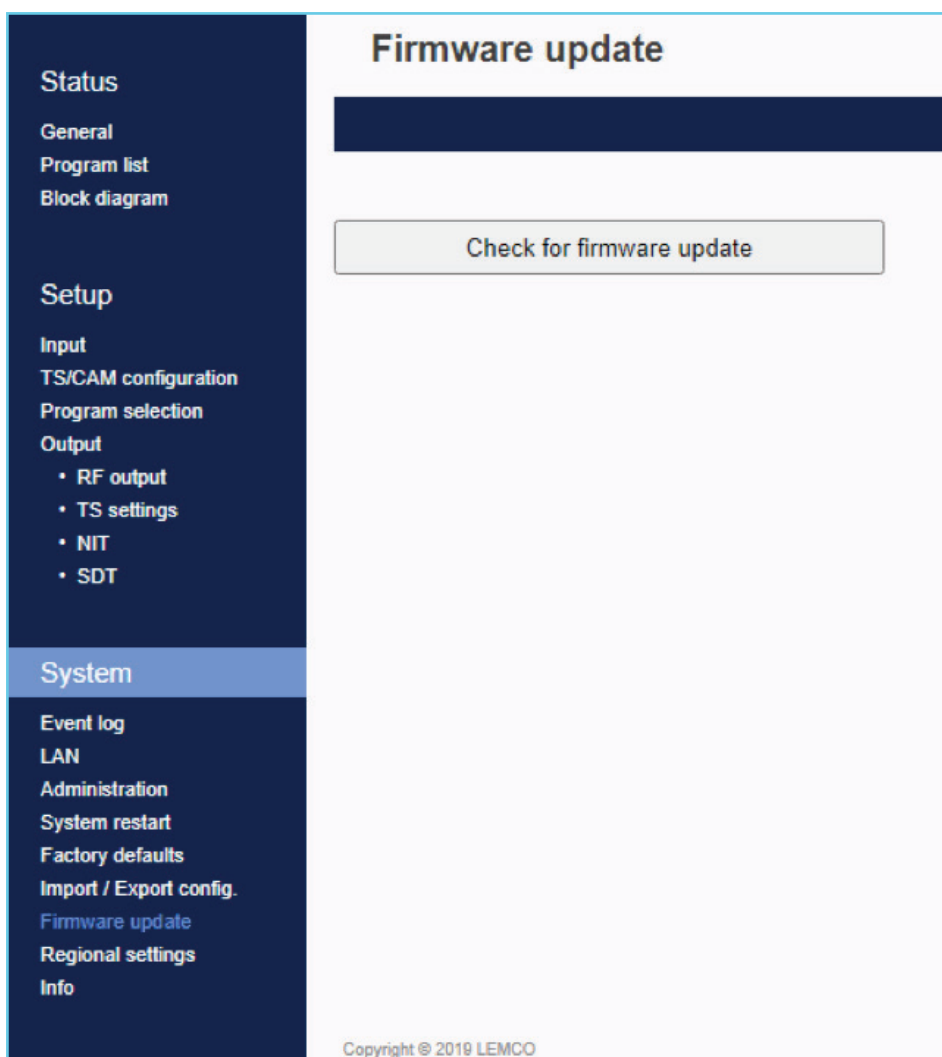 Status
General
Program list
Block diagram
Setup
Input
TS/CAM configuration
Program selection
Output
• RF output
• TS settings
• NIT
• SDT
System
Event log
LAN
Administration
System restart
Factory defaults
Import / Export config.
Firmware update
Regional settings
Info
Firmware update
Check for firmware update
Copyright © 2019 LEMCO